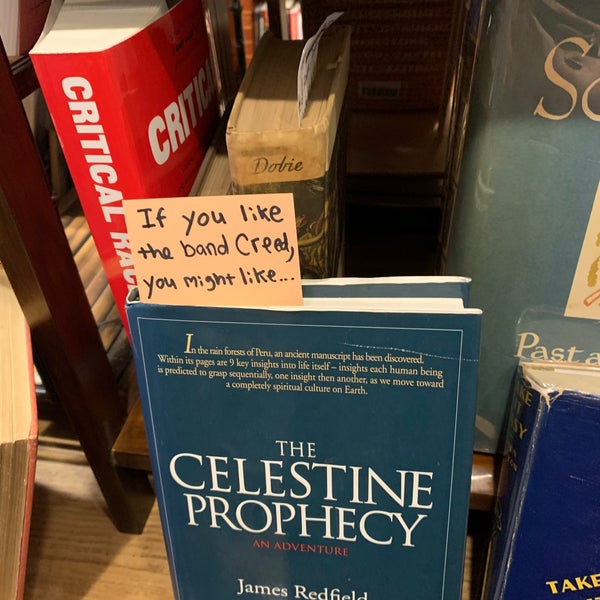 CRITICAL RAC
CRITICA
Dobie
If you like
the band Creed,
you might like...
In the rain forests of Peru, an ancient manuscript has been discovered.
Within its pages are 9 key insights into life itself – insights each human being
is predicted to grasp sequentially, one insight then another, as we move toward
a completely spiritual culture on Earth.
THE
CELESTINE
PROPHECY
AN ADVENTURE
James Redfield
Past a
TAKE